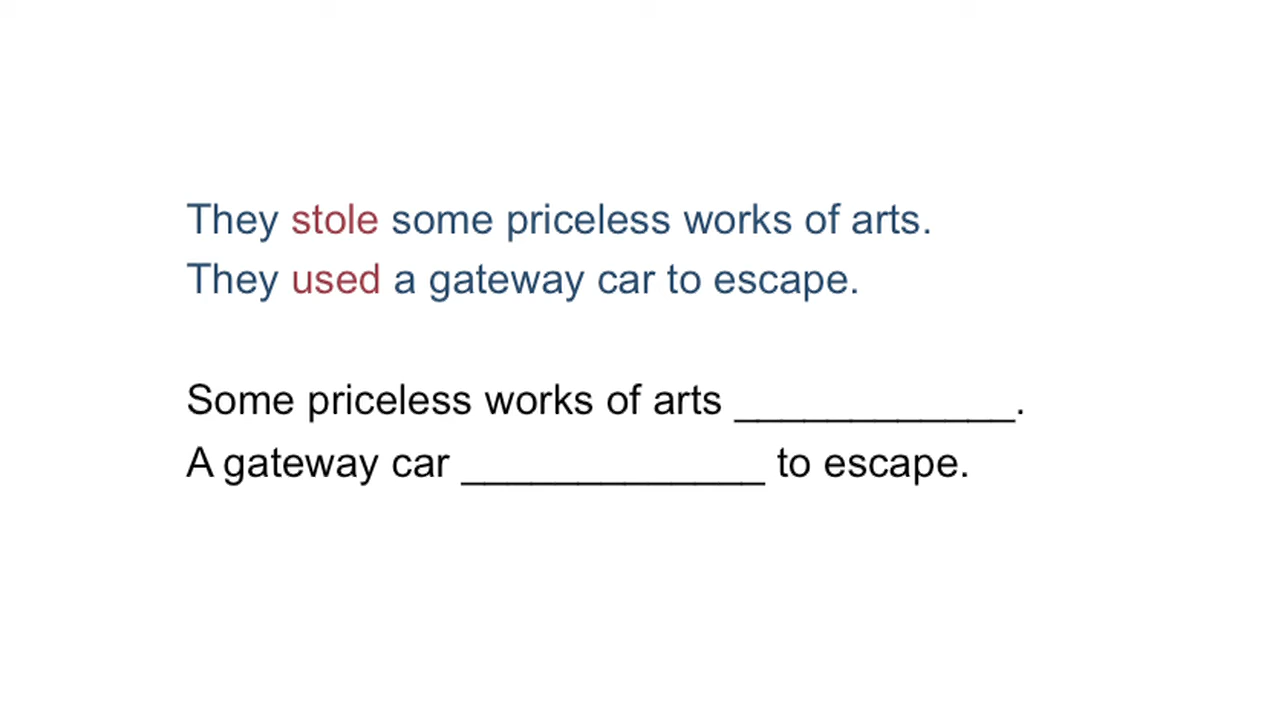 They stole some priceless works of arts.
They used a gateway car to escape.
Some priceless works of arts ____________.
A gateway car _____________ to escape.